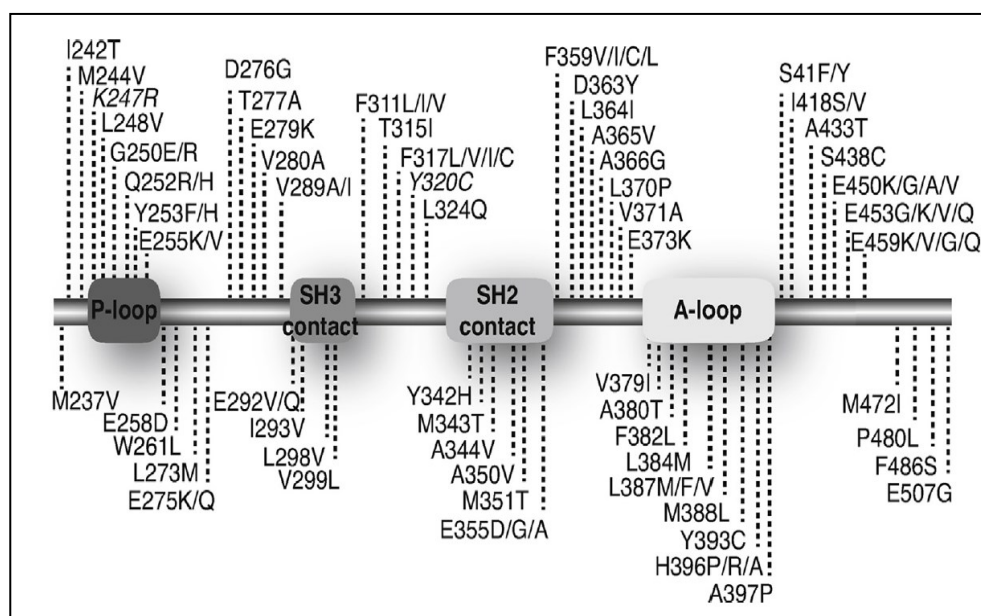 I242T
M244V
K247R
L248V
G250E/R
Q252R/H
Y253F/H
E255K/V
D276G
T277A
E279K
V280A
V289A/I
F311L/I/V
T315I
F317L/V/I/C
Y320C
L324Q
F359V/I/C/L
D363Y
L364I
A365V
A366G
L370P
V371A
E373K
S41F/Y
I418S/V
A433T
S438C
E450K/G/A/V
E453G/K/V/Q
E459K/V/G/Q
P-loop
SH3
contact
SH2
contact
A-loop
M237V
E258D
W261L
L273M
E275K/Q
E292V/Q
I293V
L298V
V299L
Y342H
M343T
A344V
A350V
M351T
E355D/G/A
V379I
A380T
F382L
L384M
L387M/F/V
M388L
Y393C
H396P/R/A
A397P
M472I
P480L
F486S
E507G